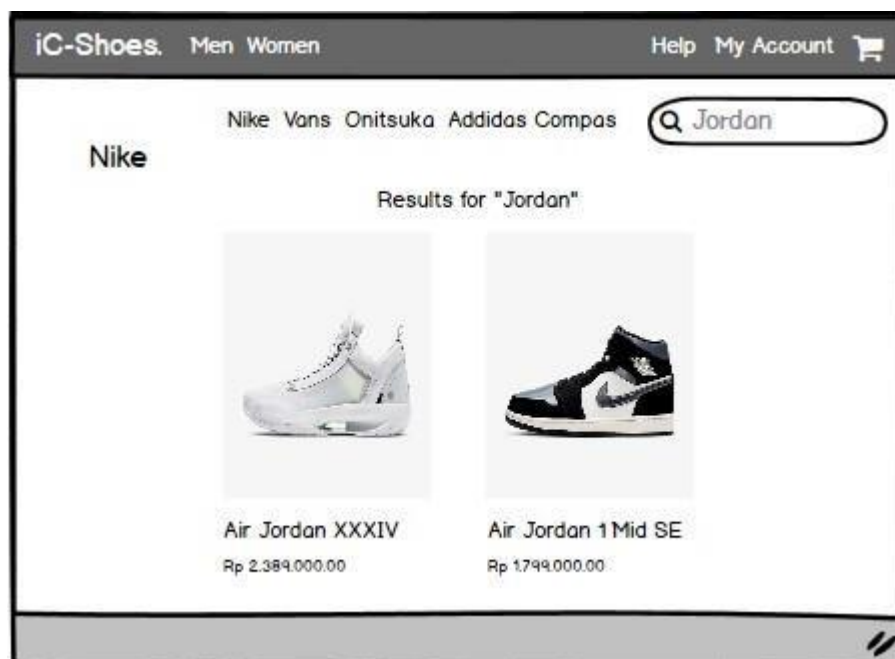 iC-Shoes. Men Women Help My Account
Nike Vans Onitsuka Addidas Compas Jordan
Nike
Results for "Jordan"
Air Jordan XXXIV Air Jordan 1 Mid SE
Rp 2.389.000.00 Rp 1.799.000.00